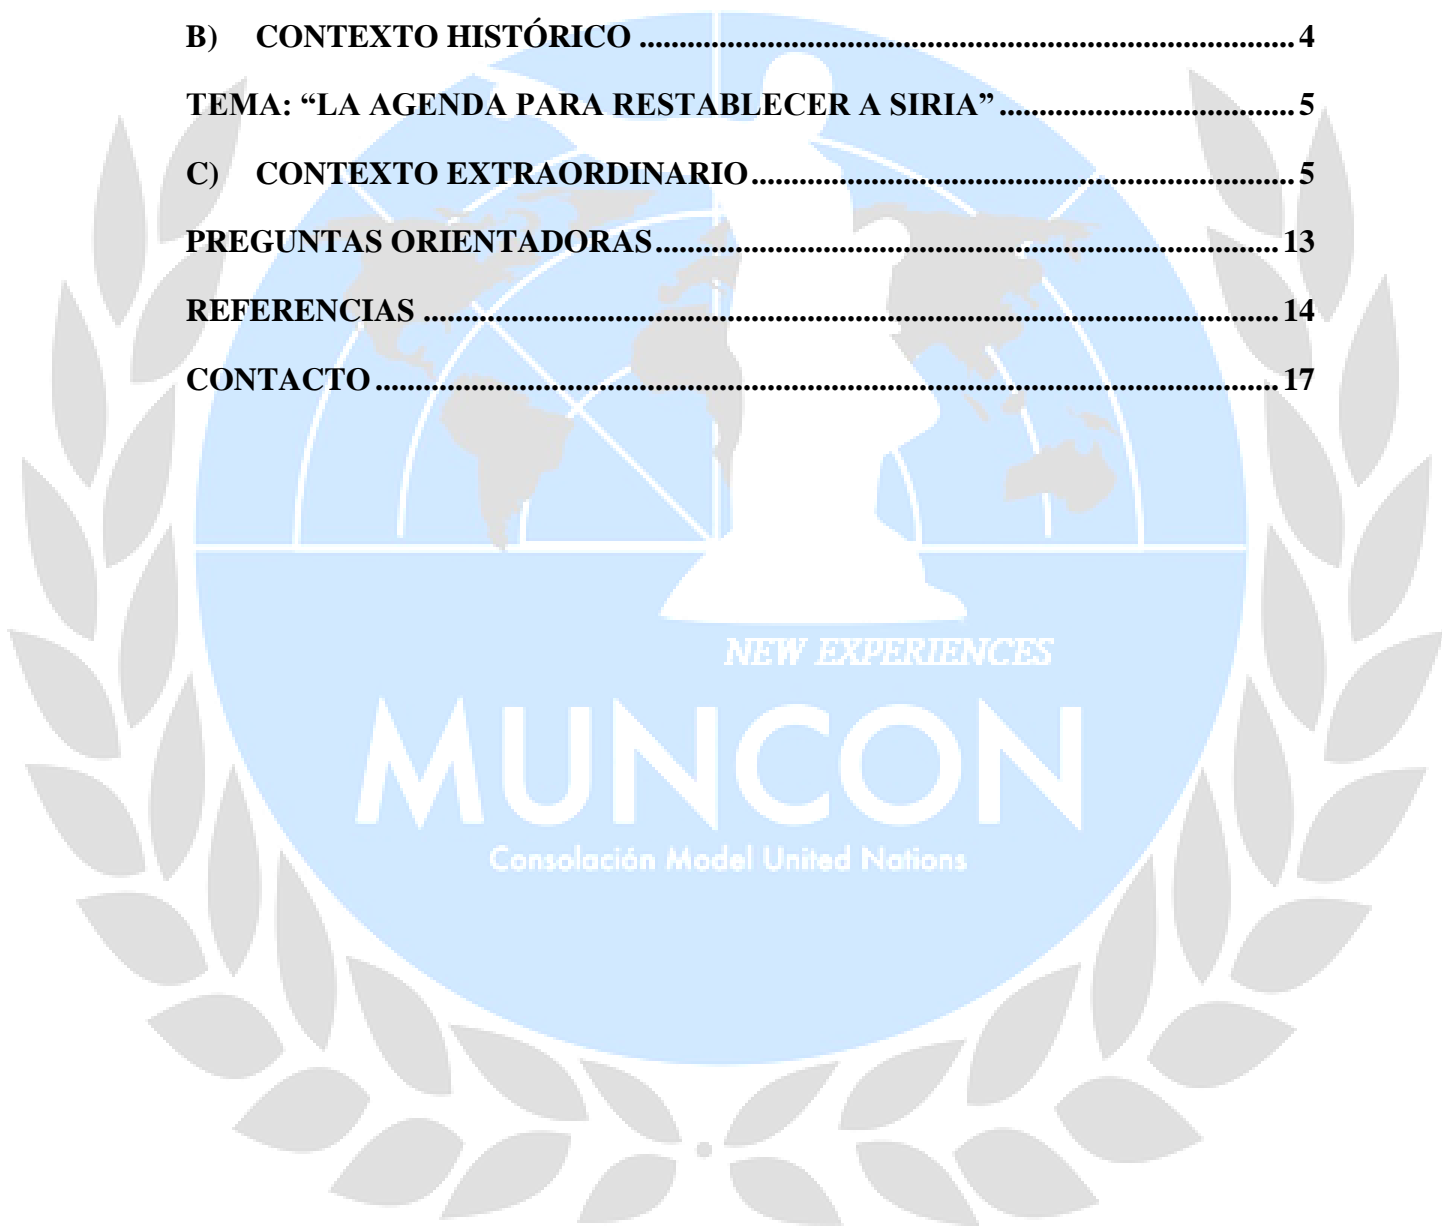 B) CONTEXTO HISTÓRICO ................................................................................. 4
TEMA: “LA AGENDA PARA RESTABLECER A SIRIA” ..................................... 5
C) CONTEXTO EXTRAORDINARIO .................................................................... 5
PREGUNTAS ORIENTADORAS .............................................................................. 13
REFERENCIAS ........................................................................................................... 14
CONTACTO ................................................................................................................. 17
NEW EXPERIENCES
MUNCON
Consolación Model United Nations